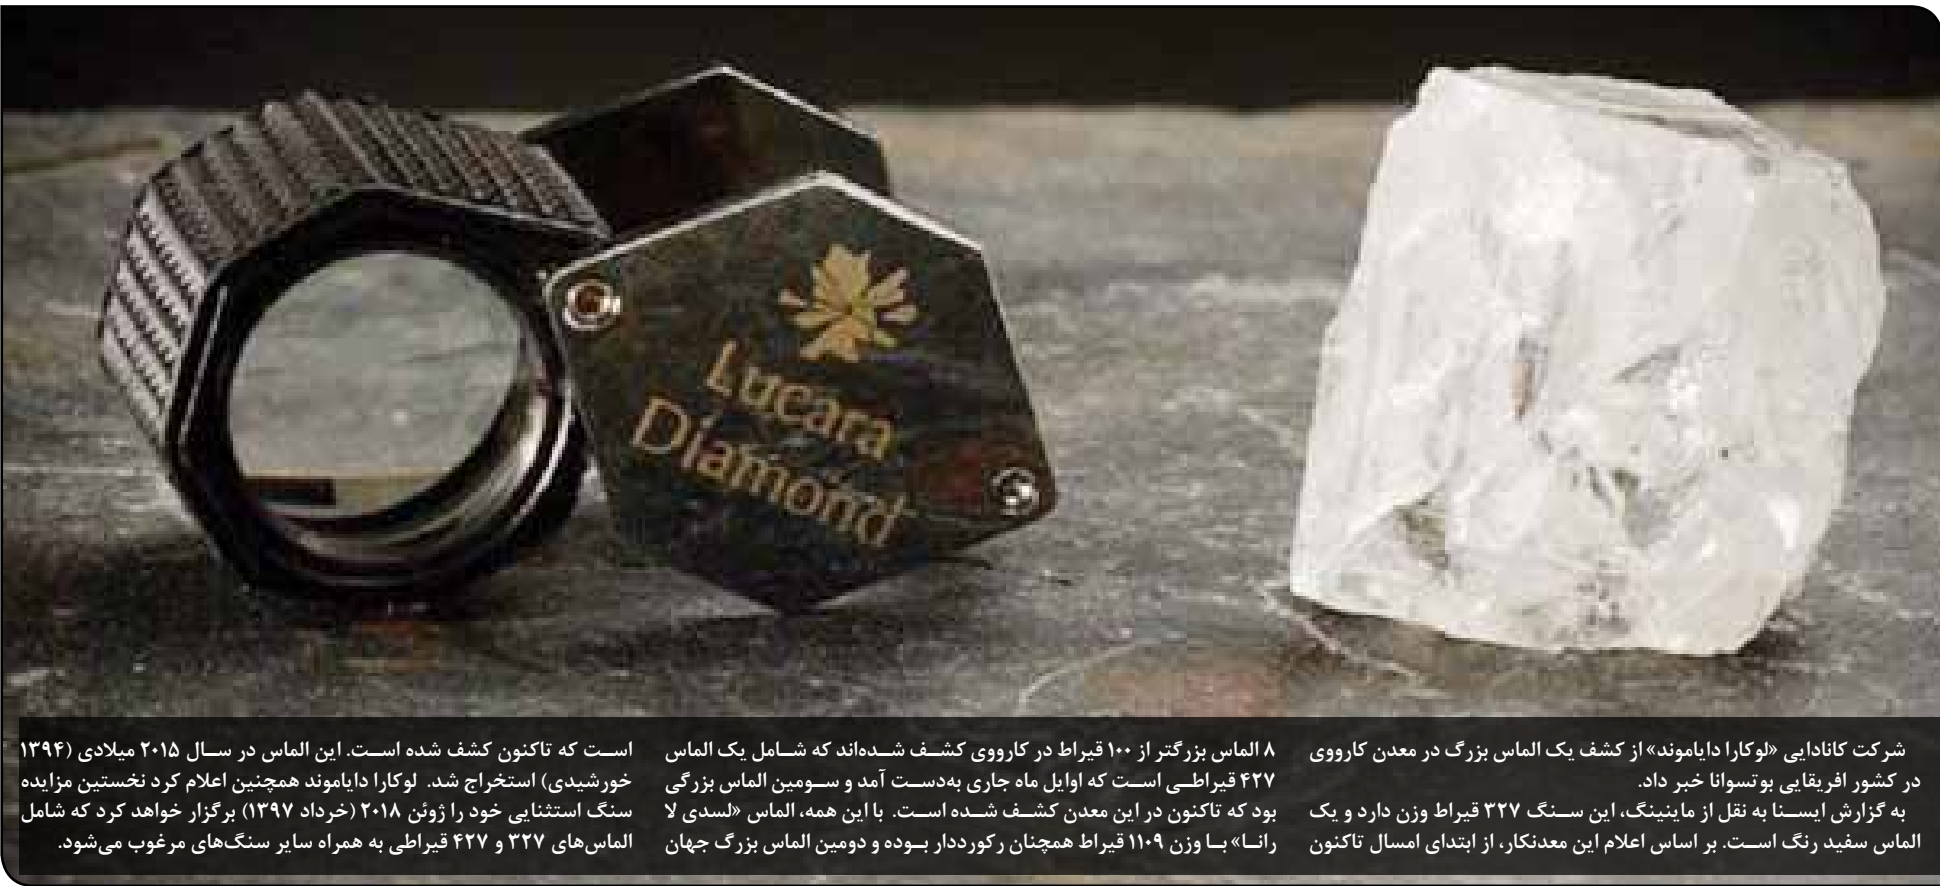 Lucara
Diamond
شرکت کانادایی «لوکارا دایاموند» از کشف یک الماس بزرگ در معدن کارووی
در کشور افریقایی بوتسوانا خبر داد.
به گزارش ایسنا به نقل از ماینینگ، این سنگ ۳۲۷ قیراط وزن دارد و یک
الماس سفید رنگ است. بر اساس اعلام این معدنکار، از ابتدای امسال تاکنون
۸ الماس بزرگتر از ۱۰۰ قیراط در کارووی کشف شده‌اند که شامل یک الماس
۴۲۷ قیراطی است که اوایل ماه جاری به‌دست آمد و سومین الماس بزرگی
بود که تاکنون در این معدن کشف شده است. با این همه، الماس «لسدی لا
رانا» با وزن ۱۱۰۹ قیراط همچنان رکورددار بوده و دومین الماس بزرگ جهان
است که تاکنون کشف شده است. این الماس در سال ۲۰۱۵ میلادی (۱۳۹۴
خورشیدی) استخراج شد. لوکارا دایاموند همچنین اعلام کرد نخستین مزایده
سنگ استثنایی خود را ژوئن ۲۰۱۸ (خرداد ۱۳۹۷) برگزار خواهد کرد که شامل
الماس‌های ۳۲۷ و ۴۲۷ قیراطی به همراه سایر سنگ‌های مرغوب می‌شود.